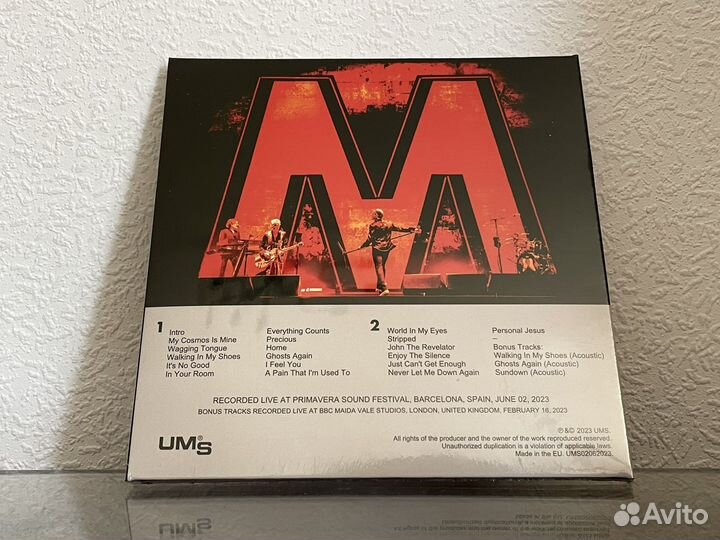 M
1
Intro
My Cosmos Is Mine
Wagging Tongue
Walking In My Shoes
It's No Good
In Your Room
Everything Counts
Precious
Home
Ghosts Again
I Feel You
A Pain That I'm Used To
2
World In My Eyes
Stripped
John The Revelator
Enjoy The Silence
Just Can't Get Enough
Never Let Me Down Again
Personal Jesus
–
Bonus Tracks:
Walking In My Shoes (Acoustic)
Ghosts Again (Acoustic)
Sundown (Acoustic)
RECORDED LIVE AT PRIMAVERA SOUND FESTIVAL, BARCELONA, SPAIN, JUNE 02, 2023
BONUS TRACKS RECORDED LIVE AT BBC MAIDA VALE STUDIOS, LONDON, UNITED KINGDOM, FEBRUARY 16, 2023
UMS®
℗&© 2023 UMS.
All rights of the producer and the owner of the work reproduced reserved.
Unauthorized duplication is a violation of applicable laws.
Made in the EU. UMS02062023
Avito